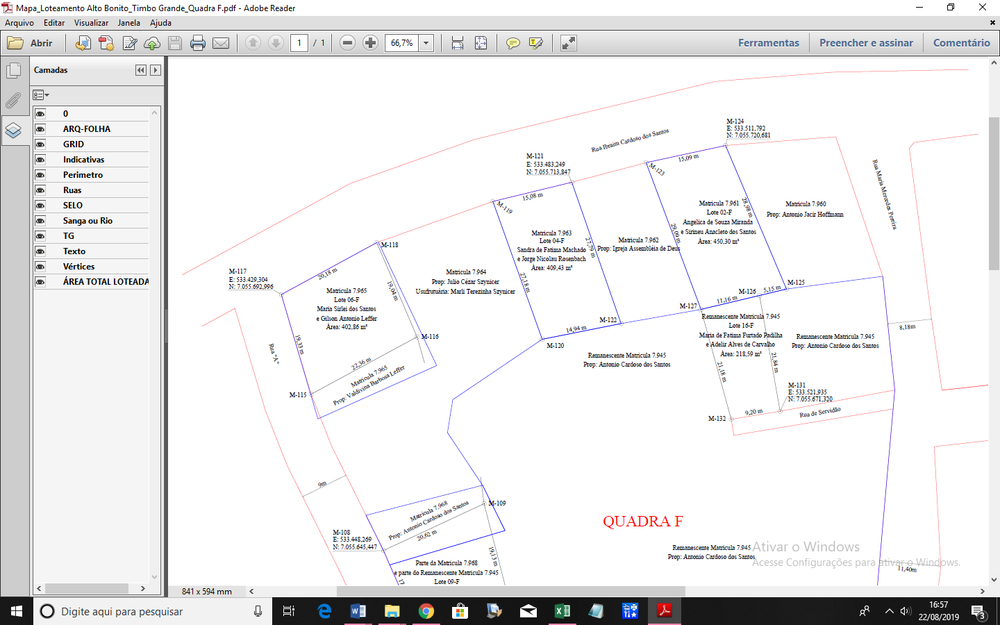 Mapa_Loteamento Alto Bonito_Timbo Grande_Quadra F.pdf - Adobe Reader
Arquivo Editar Visualizar Janela Ajuda
Abrir
1 / 1
66,7%
Ferramentas
Preencher e assinar
Comentário
Camadas
0
ARQ-FOLHA
GRID
Indicativas
Perimetro
Ruas
SELO
Sanga ou Rio
TG
Texto
Vértices
ÁREA TOTAL LOTEADA
M-124
E: 533.511,792
N: 7.055.720,681
Rua Ibraim Cardoso dos Santos
M-121
E: 533.483,249
N: 7.055.713,847
15,09 m
M-123
Rua Maria Mercedes Pereira
15,08 m
M-119
28,98 m
Matricula 7.961
Lote 02-F
Angelica de Souza Miranda
e Sirineu Anacleto dos Santos
Área: 450,30 m²
Matricula 7.960
Prop: Antonio Jacir Hoffmann
29,09 m
Matricula 7.963
Lote 04-F
Sandra de Fatima Machado
e Jorge Nicolau Rosenbach
Área: 409,43 m²
27,79 m
Matricula 7.962
Prop: Igreja Assembléia de Deus
M-118
M-117
E: 533.429,304
N: 7.055.692,996
20,18 m
19,04 m
Matricula 7.964
Prop: Julio Cézar Szynicer
Usufrutuária: Marli Terezinha Szynicer
27,18 m
Matricula 7.965
Lote 06-F
Maria Sirlei dos Santos
e Gilson Antonio Leffer
Área: 402,86 m²
M-125
5,15 m
M-126
11,16 m
M-127
M-122
14,94 m
M-120
Remanescente Matricula 7.945
Lote 16-F
Maria de Fatima Furtado Padilha
e Adelir Alves de Carvalho
Área: 218,59 m²
8,18m
Remanescente Matricula 7.945
Prop: Antonio Cardoso dos Santos
Remanescente Matricula 7.945
Prop: Antonio Cardoso dos Santos
19,33 m
Rua "A"
M-116
22,36 m
Matricula 7.965
Prop: Valdivina Barbosa Leffer
M-115
21,18 m
21,84 m
M-131
E: 533.521,935
N: 7.055.671,320
M-132
9,20 m
Rua de Servidão
9m
M-109
Matricula 7.968
Prop: Antonio Cardoso dos Santos
20,62 m
M-108
E: 533.448,269
N: 7.055.645,447
QUADRA F
19,13 m
Remanescente Matricula 7.945
Prop: Antonio Cardoso dos Santos
11,40m
Parte da Matricula 7.968
e parte do Remanescente Matricula 7.945
Lote 09-F
17
Ativar o Windows
Acesse Configurações para ativar o Windows.
841 x 594 mm
Digite aqui para pesquisar
16:57
22/08/2019
3